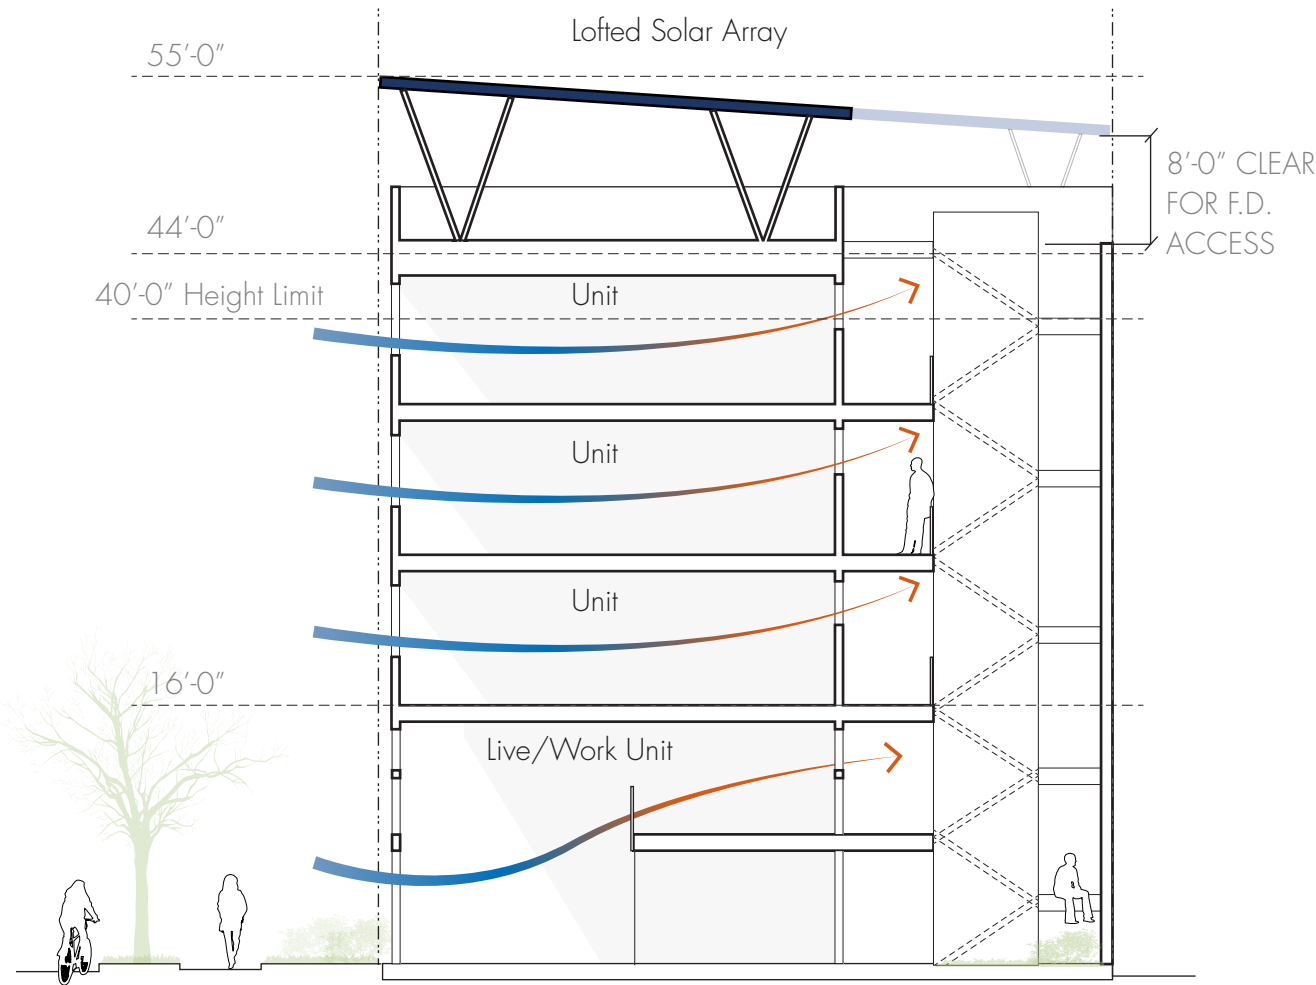 Lofted Solar Array
55’-0”
8’-0” CLEAR
FOR F.D.
ACCESS
44’-0”
40’-0” Height Limit
Unit
Unit
Unit
16’-0”
Live/Work Unit